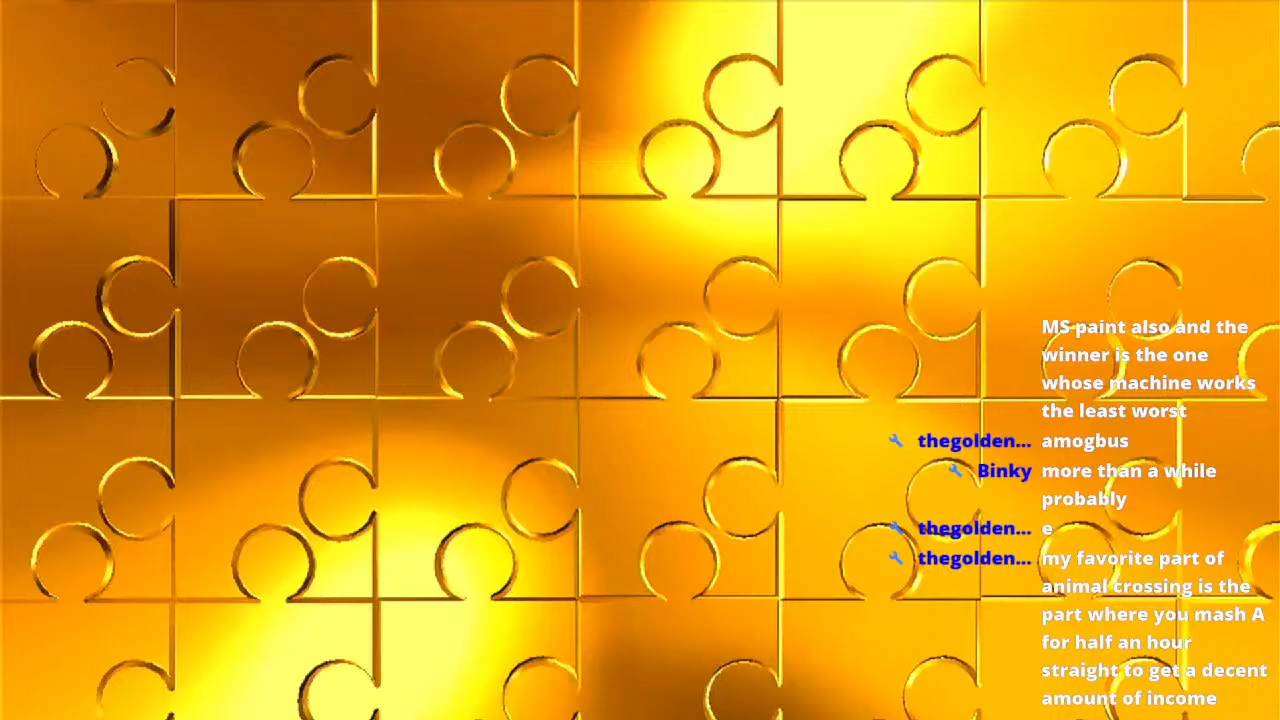 MS paint also and the
winner is the one
whose machine works
the least worst
thegolden... amogbus
Binky more than a while
probably
thegolden... e
thegolden... my favorite part of
animal crossing is the
part where you mash A
for half an hour
straight to get a decent
amount of income